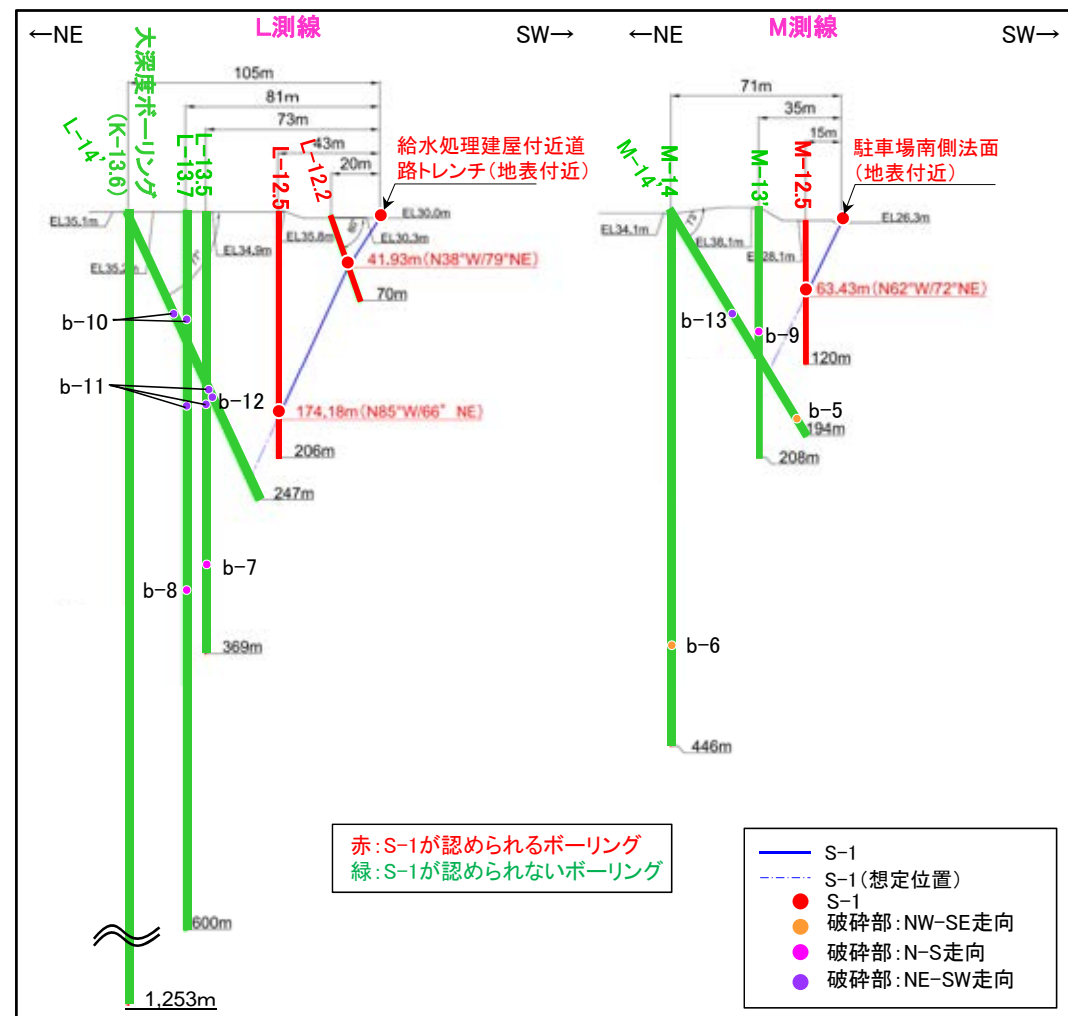 ←NE
L測線
SW→
大深度ボーリング
(K-13.6)
L-14'
L-13.7
L-13.5
L-12.5
L-12.2
105m
81m
73m
43m
20m
給水処理建屋付近道
路トレンチ(地表付近)
EL35.1m
EL35.2m
EL34.9m
EL35.8m
EL30.0m
EL30.3m
41.93m(N38°W/79°NE)
70m
b-10
b-11
b-12
174.18m(N85°W/66°NE)
206m
247m
b-7
b-8
369m
600m
1,253m
←NE
M測線
SW→
M-14'
M-14
M-13'
M-12.5
71m
35m
15m
駐車場南側法面
(地表付近)
EL34.1m
73°
EL28.1m
EL26.3m
63.43m(N62°W/72°NE)
b-13
b-9
120m
b-5
194m
208m
b-6
446m
赤:S-1が認められるボーリング
緑:S-1が認められないボーリング
S-1
S-1(想定位置)
S-1
破砕部:NW-SE走向
破砕部:N-S走向
破砕部:NE-SW走向